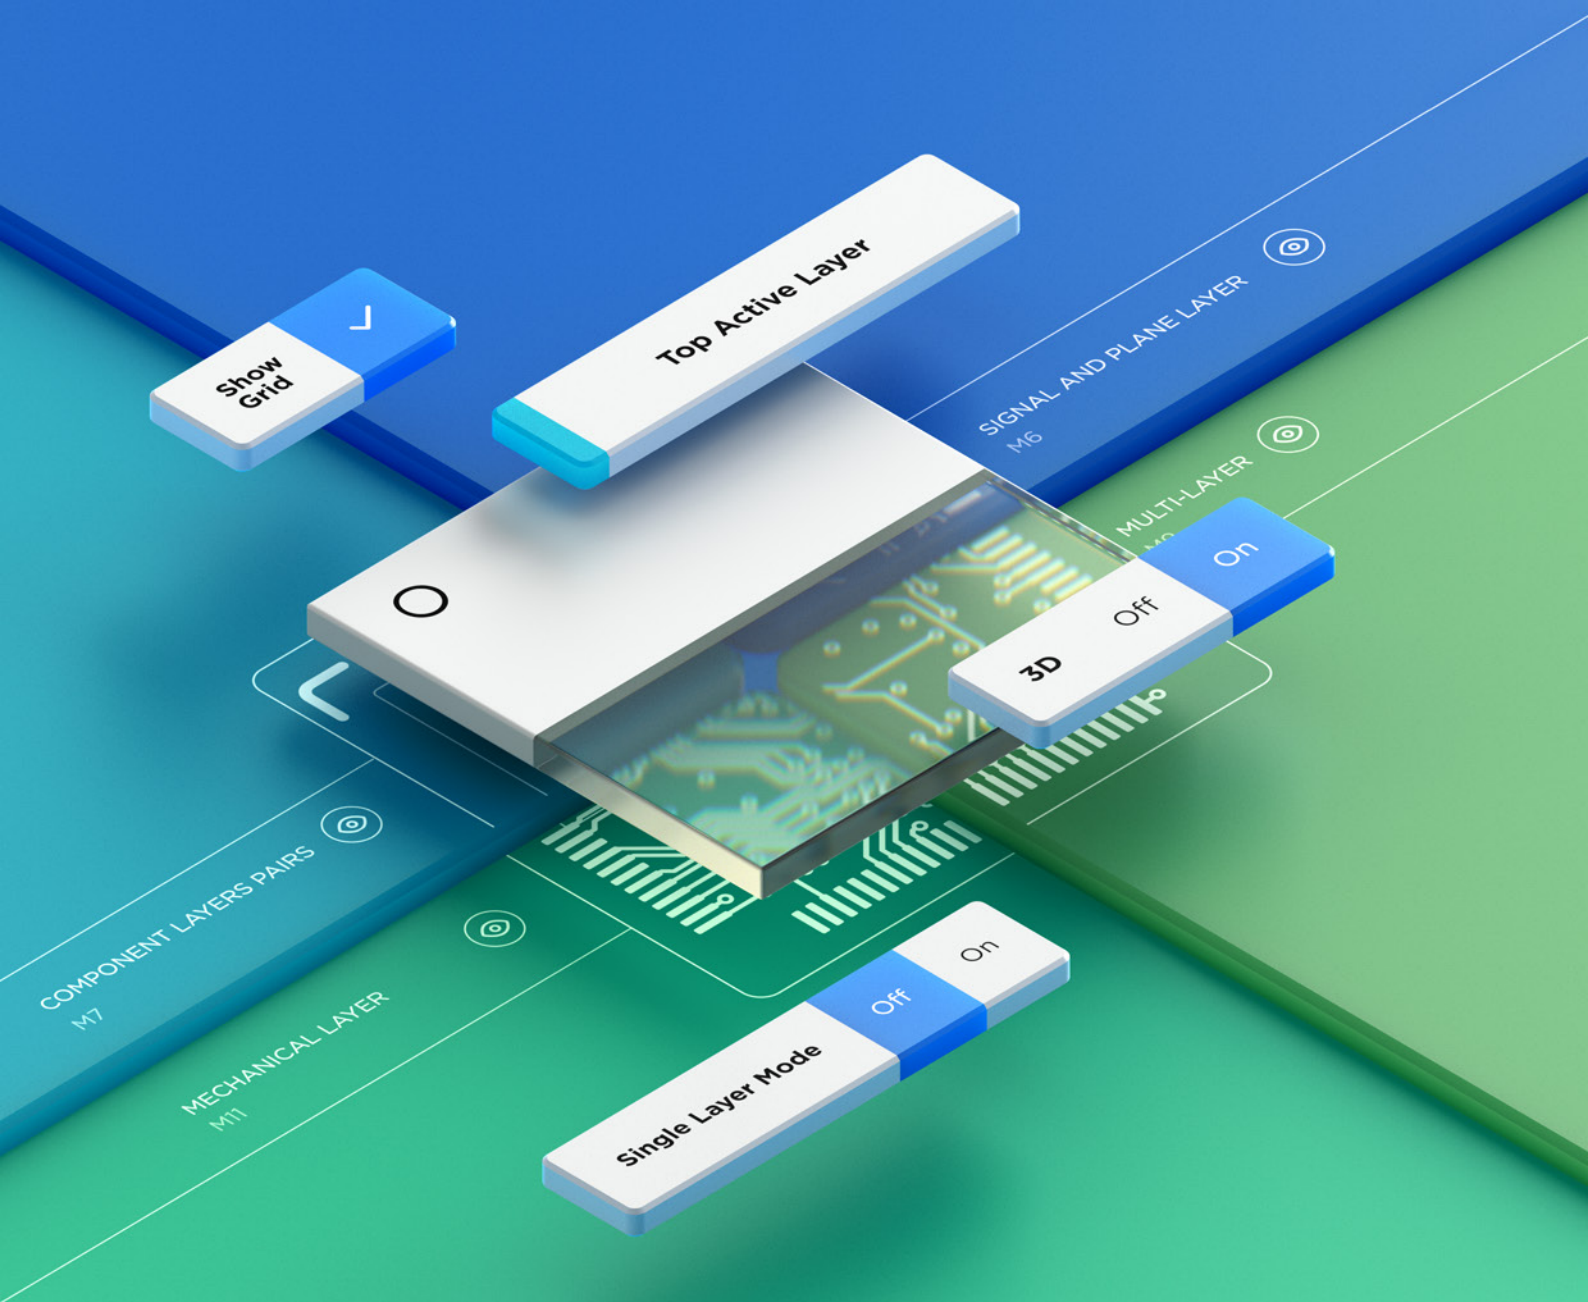 Top Active Layer
Show
Grid
SIGNAL AND PLANE LAYER
M6
MULTI-LAYER
On
Off
3D
COMPONENT LAYERS PAIRS
M7
MECHANICAL LAYER
M11
On
Off
Single Layer Mode